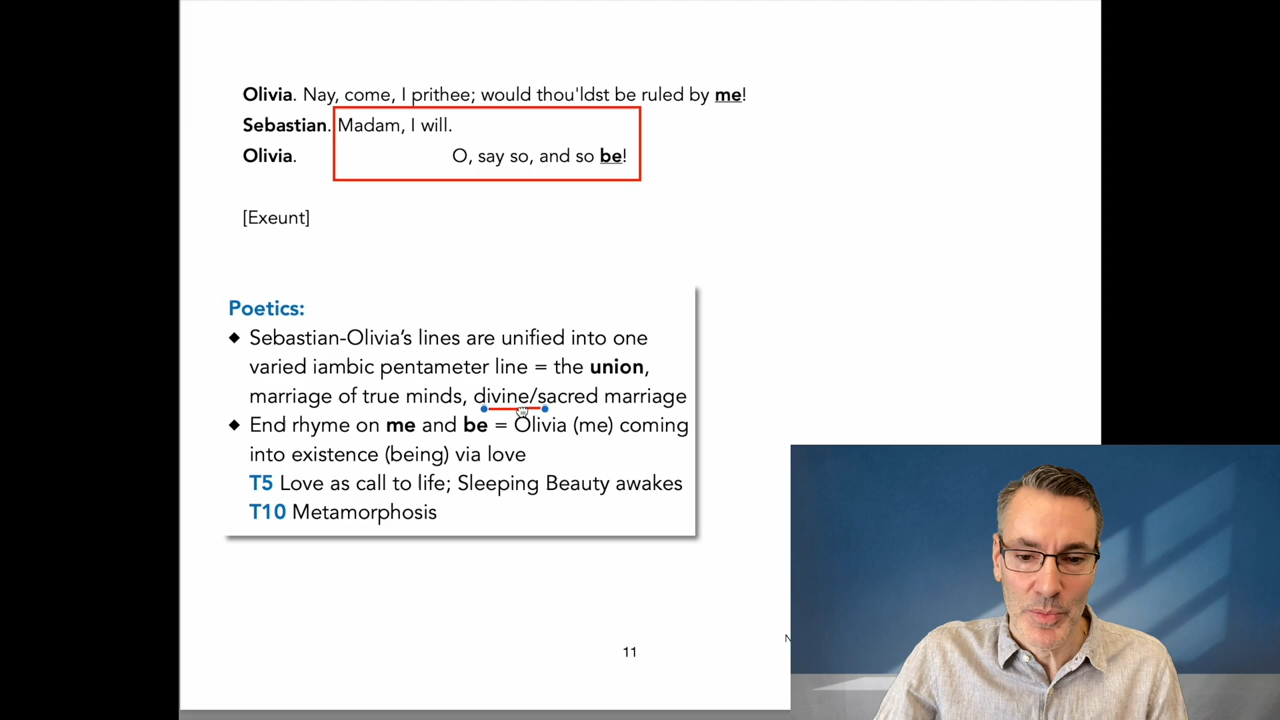 Olivia. Nay, come, I prithee; would thou'ldst be ruled by me!
Sebastian. Madam, I will.
Olivia. O, say so, and so be!
[Exeunt]
Poetics:
◆ Sebastian-Olivia’s lines are unified into one
varied iambic pentameter line = the union,
marriage of true minds, divine/sacred marriage
◆ End rhyme on me and be = Olivia (me) coming
into existence (being) via love
T5 Love as call to life; Sleeping Beauty awakes
T10 Metamorphosis
11